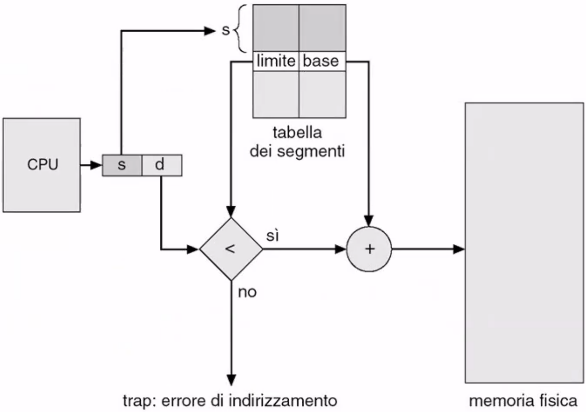 s
limite base
tabella
dei segmenti
CPU
s d
<
sì
+
no
trap: errore di indirizzamento
memoria fisica